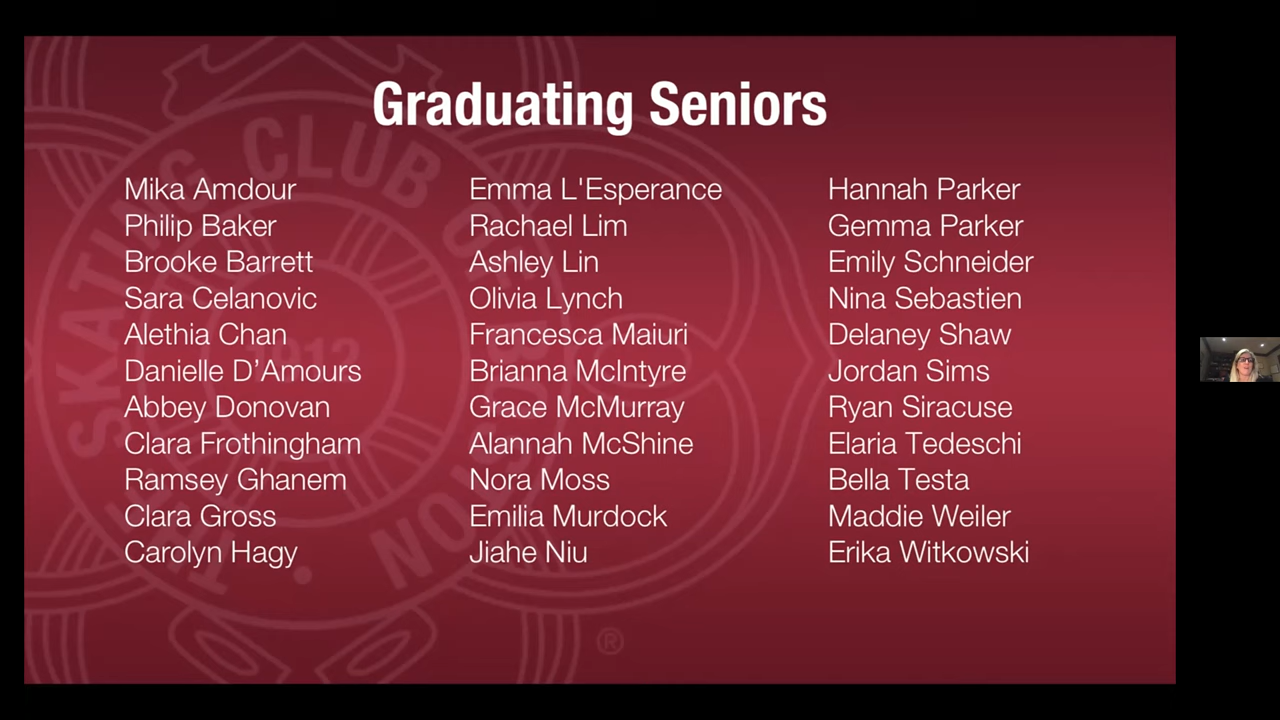 Graduating Seniors
Mika Amdour
Philip Baker
Brooke Barrett
Sara Celanovic
Alethia Chan
Danielle D’Amours
Abbey Donovan
Clara Frothingham
Ramsey Ghanem
Clara Gross
Carolyn Hagy
Emma L'Esperance
Rachael Lim
Ashley Lin
Olivia Lynch
Francesca Maiuri
Brianna McIntyre
Grace McMurray
Alannah McShine
Nora Moss
Emilia Murdock
Jiahe Niu
Hannah Parker
Gemma Parker
Emily Schneider
Nina Sebastien
Delaney Shaw
Jordan Sims
Ryan Siracuse
Elaria Tedeschi
Bella Testa
Maddie Weiler
Erika Witkowski
SKATING CLUB
1912
®